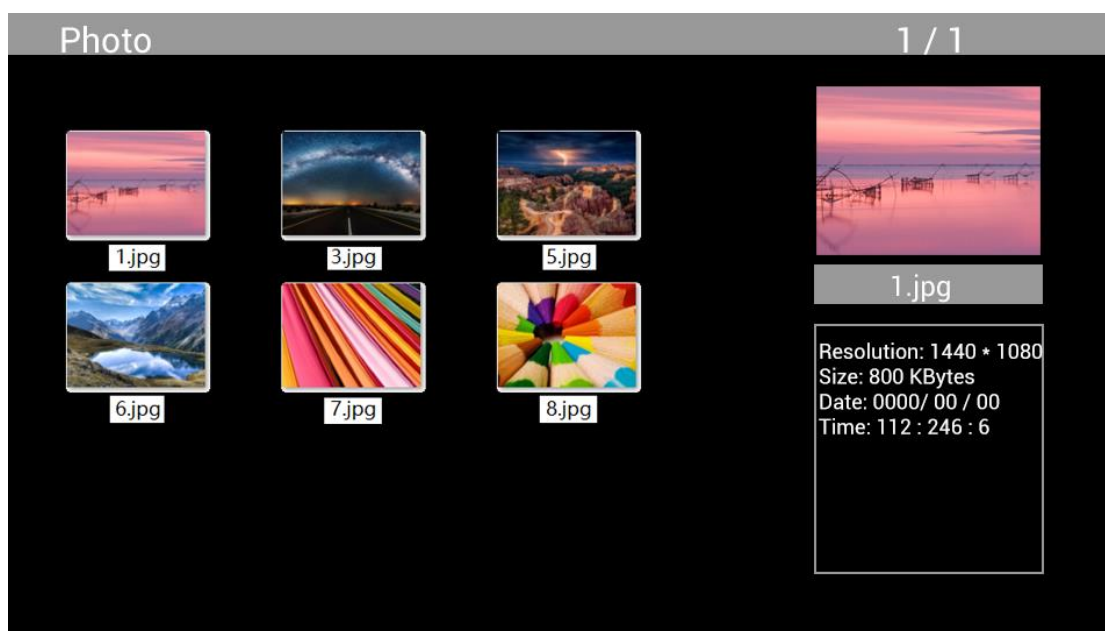 Photo
1 / 1
1.jpg
3.jpg
5.jpg
6.jpg
7.jpg
8.jpg
1.jpg
Resolution: 1440 * 1080
Size: 800 KBytes
Date: 0000/ 00 / 00
Time: 112 : 246 : 6